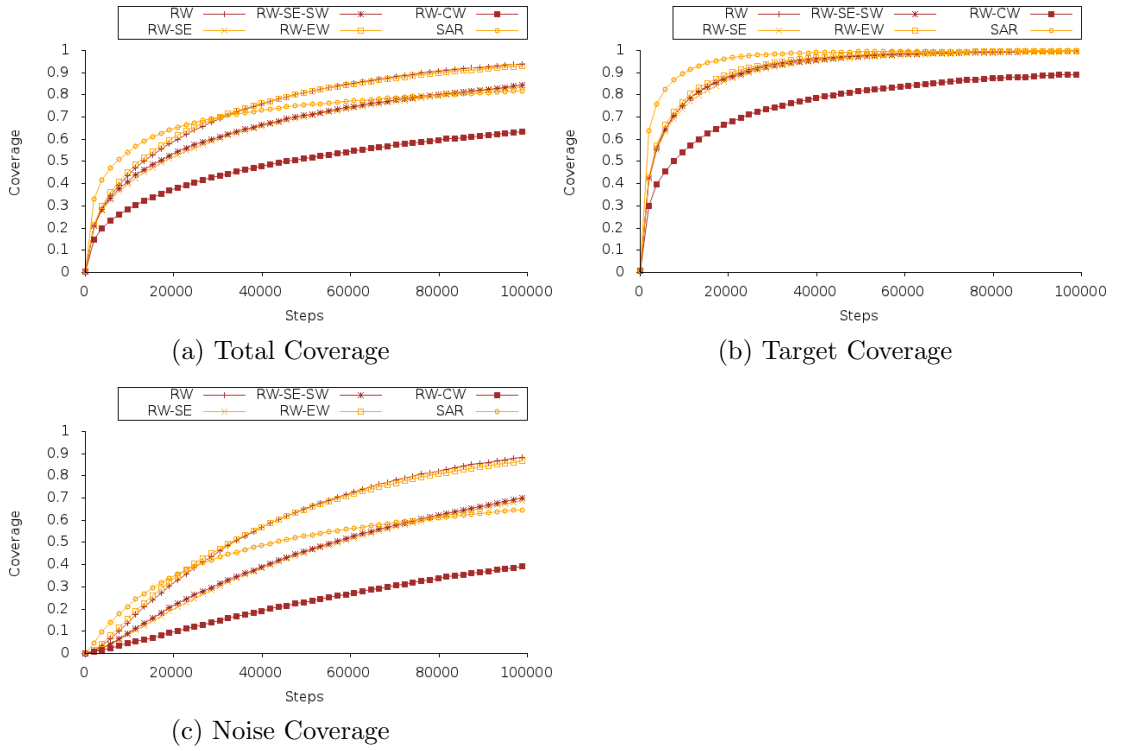 RW RW-SE-SW RW-CW
RW-SE RW-EW SAR
1
0.9
0.8
0.7
0.6
0.5
0.4
0.3
0.2
0.1
0
Coverage
0 20000 40000 60000 80000 100000
Steps
(a) Total Coverage
RW RW-SE-SW RW-CW
RW-SE RW-EW SAR
1
0.9
0.8
0.7
0.6
0.5
0.4
0.3
0.2
0.1
0
Coverage
0 20000 40000 60000 80000 100000
Steps
(b) Target Coverage
RW RW-SE-SW RW-CW
RW-SE RW-EW SAR
1
0.9
0.8
0.7
0.6
0.5
0.4
0.3
0.2
0.1
0
Coverage
0 20000 40000 60000 80000 100000
Steps
(c) Noise Coverage